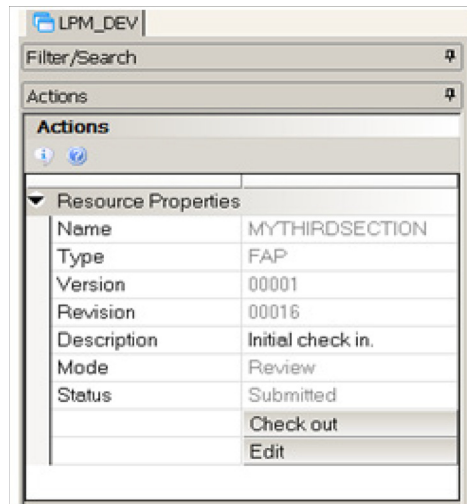 LPM_DEV
Filter/Search
Actions
Actions
Resource Properties
Name MYTHIRDSECTION
Type FAP
Version 00001
Revision 00016
Description Initial check in.
Mode Review
Status Submitted
Check out
Edit